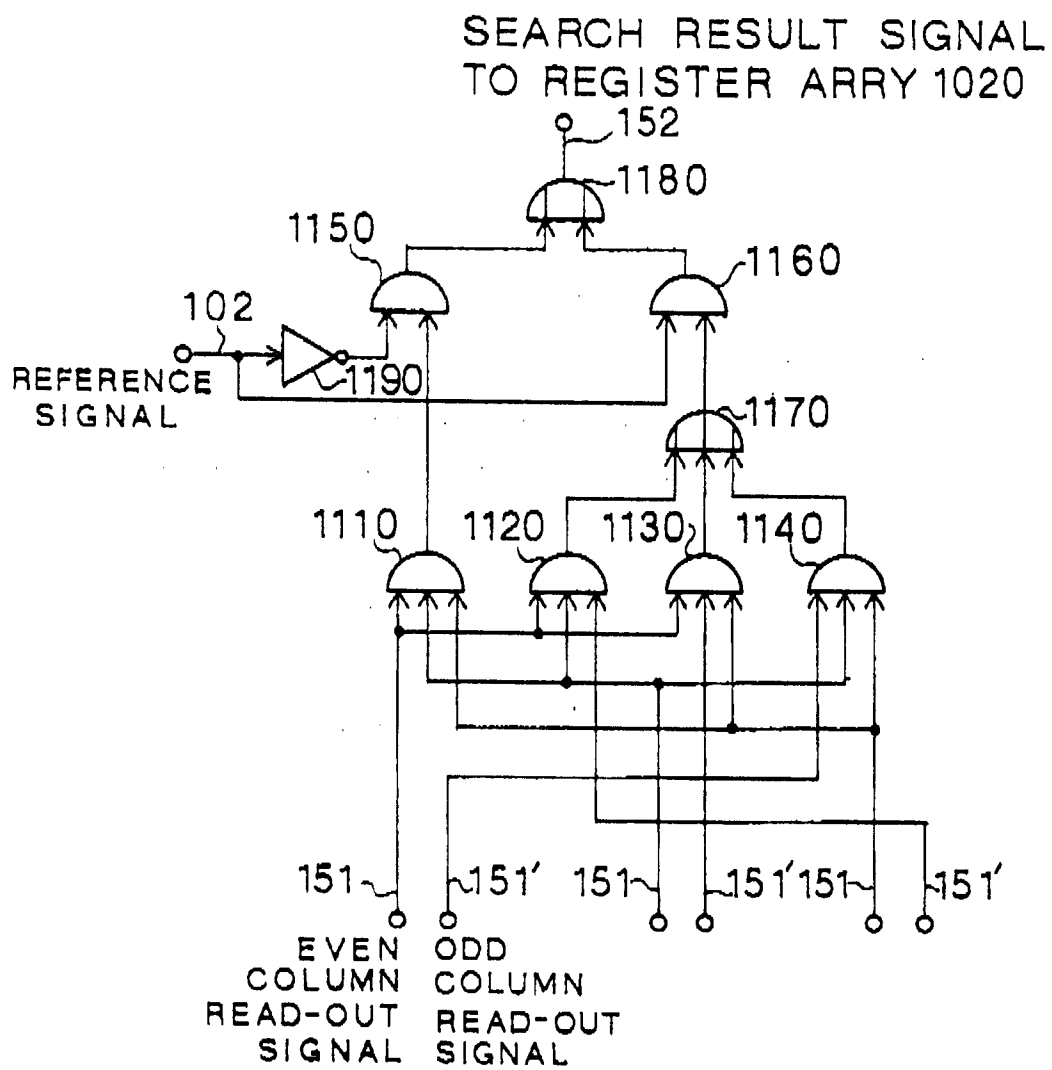 SEARCH RESULT SIGNAL
TO REGISTER ARRY 1020
152
1180
1150
1160
102
1190
REFERENCE
SIGNAL
1170
1110
1120
1130
1140
151
151'
151
151'
151
151'
EVEN
COLUMN
READ-OUT
SIGNAL
ODD
COLUMN
READ-OUT
SIGNAL